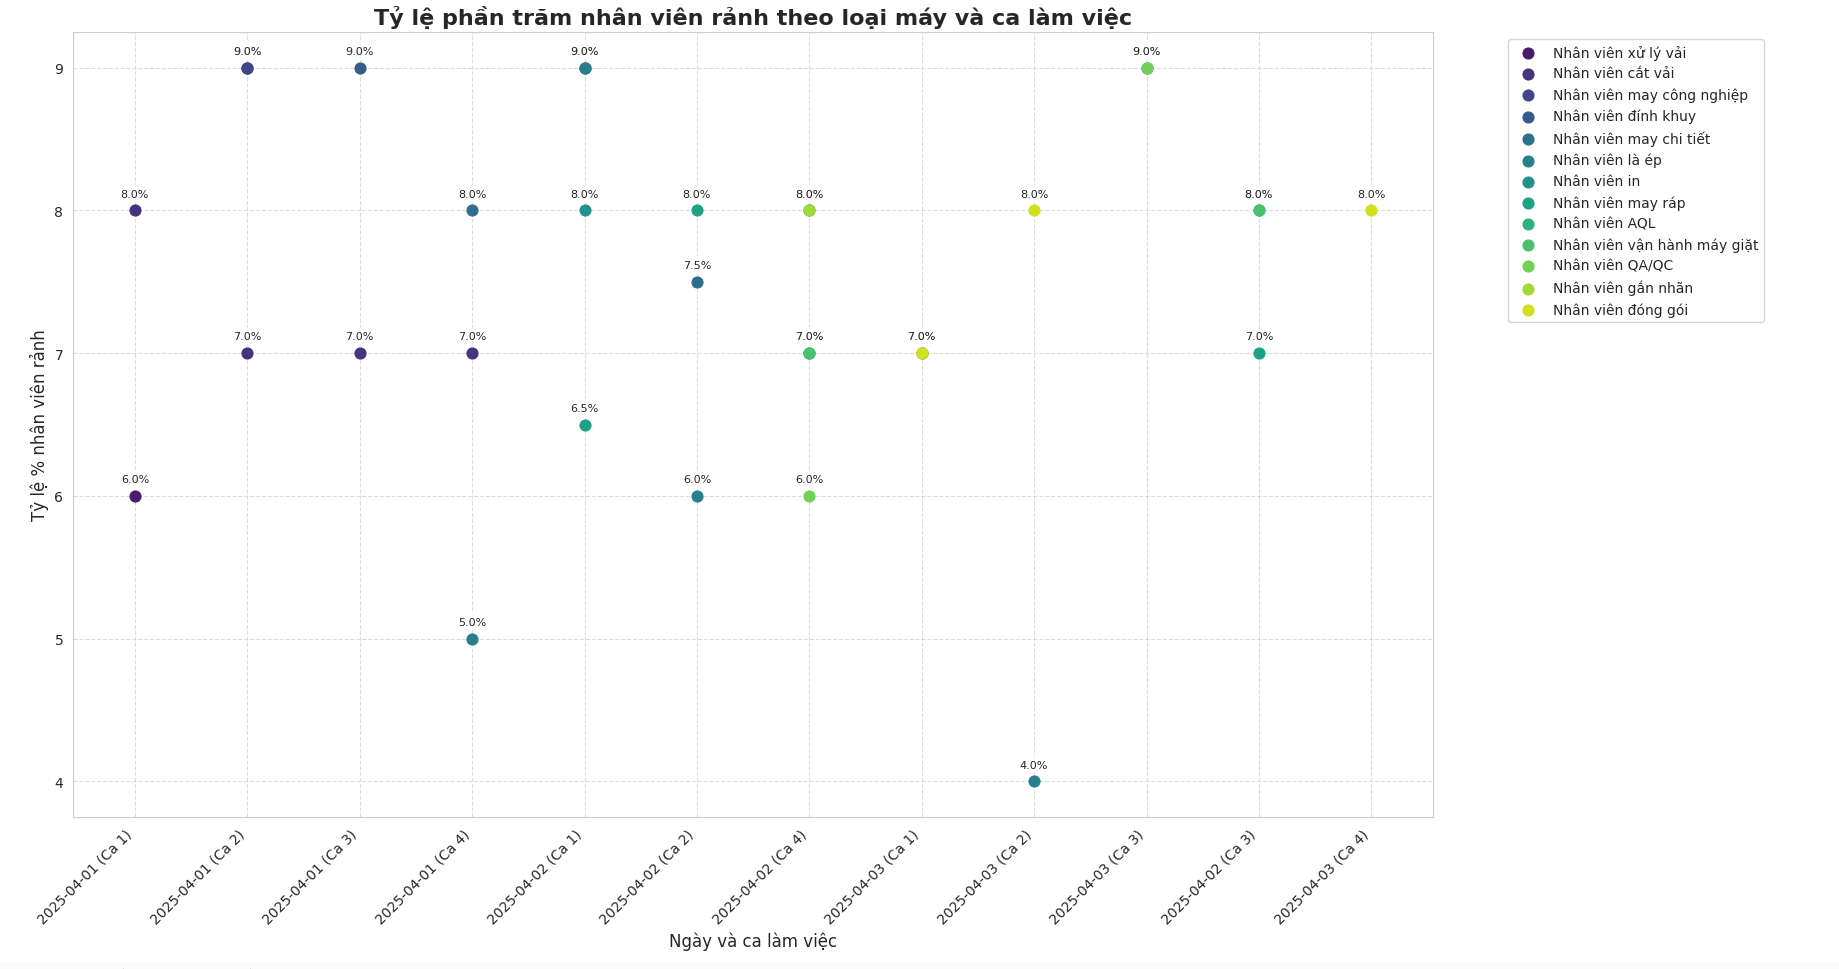 Tỷ lệ phần trăm nhân viên rảnh theo loại máy và ca làm việc
Tỷ lệ % nhân viên rảnh
9
8
7
6
5
4
9.0%
9.0%
9.0%
9.0%
8.0%
8.0%
8.0%
8.0%
8.0%
8.0%
8.0%
8.0%
7.5%
7.0%
7.0%
7.0%
7.0%
7.0%
7.0%
6.5%
6.0%
6.0%
6.0%
5.0%
4.0%
2025-04-01 (Ca 1)
2025-04-01 (Ca 2)
2025-04-01 (Ca 3)
2025-04-01 (Ca 4)
2025-04-02 (Ca 1)
2025-04-02 (Ca 2)
2025-04-02 (Ca 4)
2025-04-03 (Ca 1)
2025-04-03 (Ca 2)
2025-04-03 (Ca 3)
2025-04-02 (Ca 3)
2025-04-03 (Ca 4)
Ngày và ca làm việc
Nhân viên xử lý vải
Nhân viên cắt vải
Nhân viên may công nghiệp
Nhân viên đính khuy
Nhân viên may chi tiết
Nhân viên là ép
Nhân viên in
Nhân viên may ráp
Nhân viên AQL
Nhân viên vận hành máy giặt
Nhân viên QA/QC
Nhân viên gắn nhãn
Nhân viên đóng gói